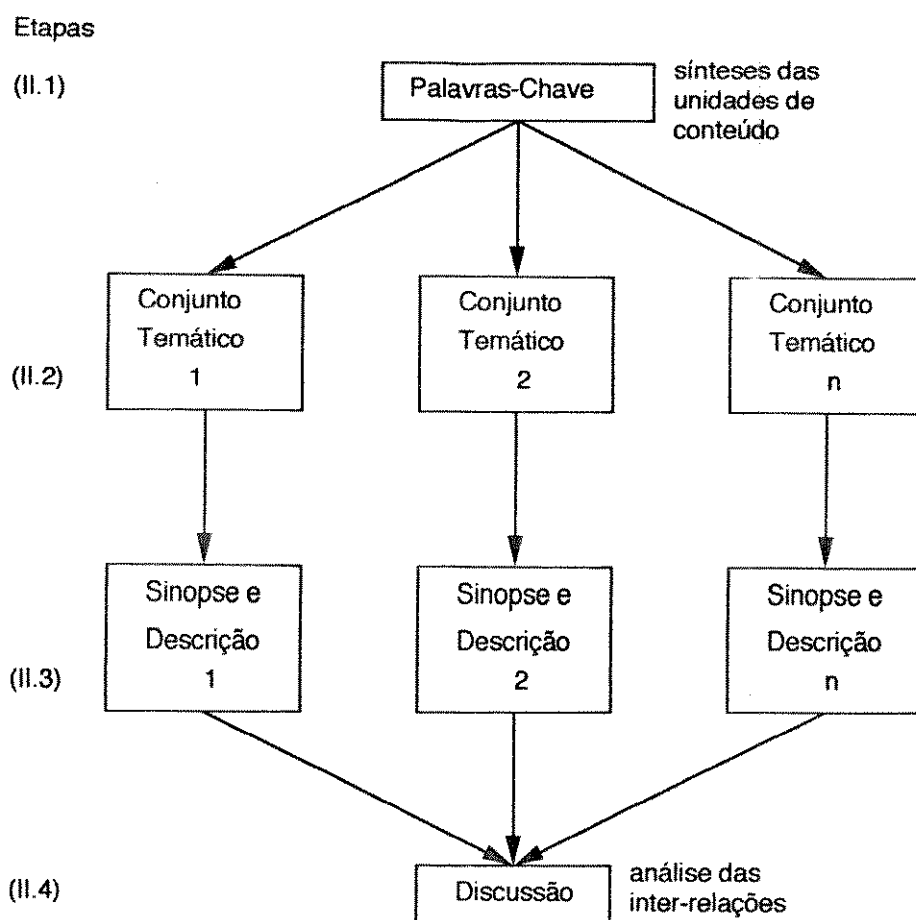 Etapas
(II.1)
Palavras-Chave
sínteses das
unidades de
conteúdo
(II.2)
Conjunto
Temático
1
Conjunto
Temático
2
Conjunto
Temático
n
(II.3)
Sinopse e
Descrição
1
Sinopse e
Descrição
2
Sinopse e
Descrição
n
(II.4)
Discussão
análise das
inter-relações